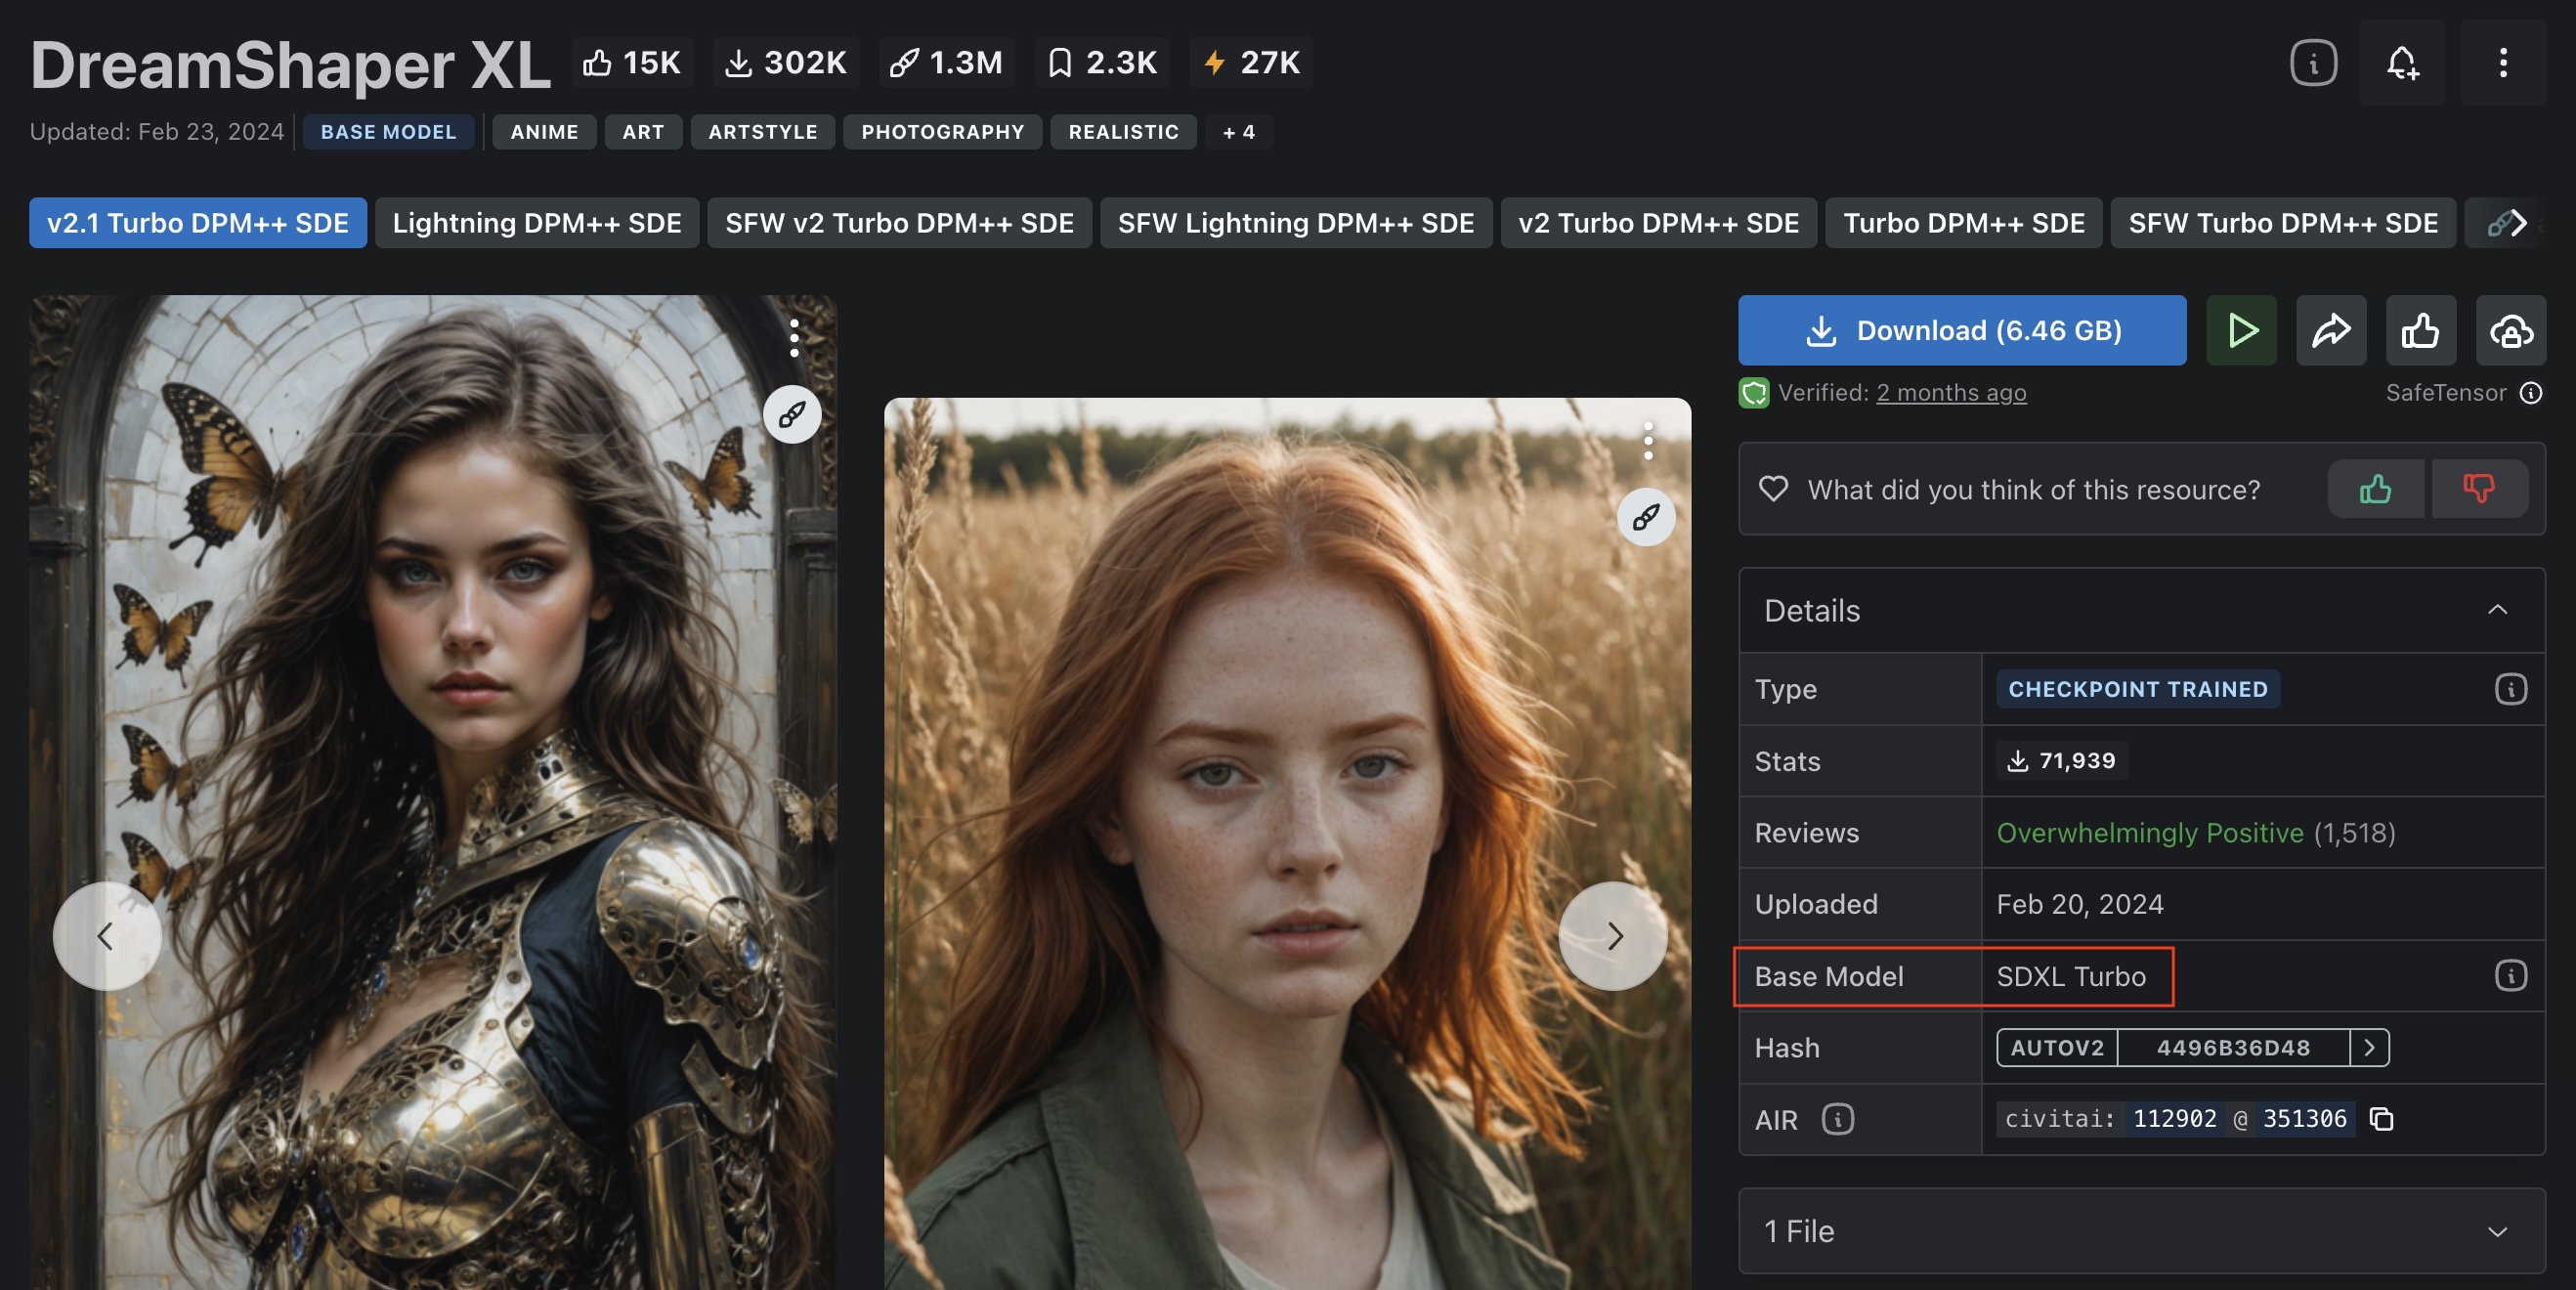 DreamShaper XL 15K 302K 1.3M 2.3K 27K
Updated: Feb 23, 2024 BASE MODEL ANIME ART ARTSTYLE PHOTOGRAPHY REALISTIC + 4
v2.1 Turbo DPM++ SDE Lightning DPM++ SDE SFW v2 Turbo DPM++ SDE SFW Lightning DPM++ SDE v2 Turbo DPM++ SDE Turbo DPM++ SDE SFW Turbo DPM++ SDE
Download (6.46 GB)
Verified: 2 months ago SafeTensor
What did you think of this resource?
Details
Type CHECKPOINT TRAINED
Stats 71,939
Reviews Overwhelmingly Positive (1,518)
Uploaded Feb 20, 2024
Base Model SDXL Turbo
Hash AUTOV2 4496B36D48
AIR civitai: 112902 @ 351306
1 File